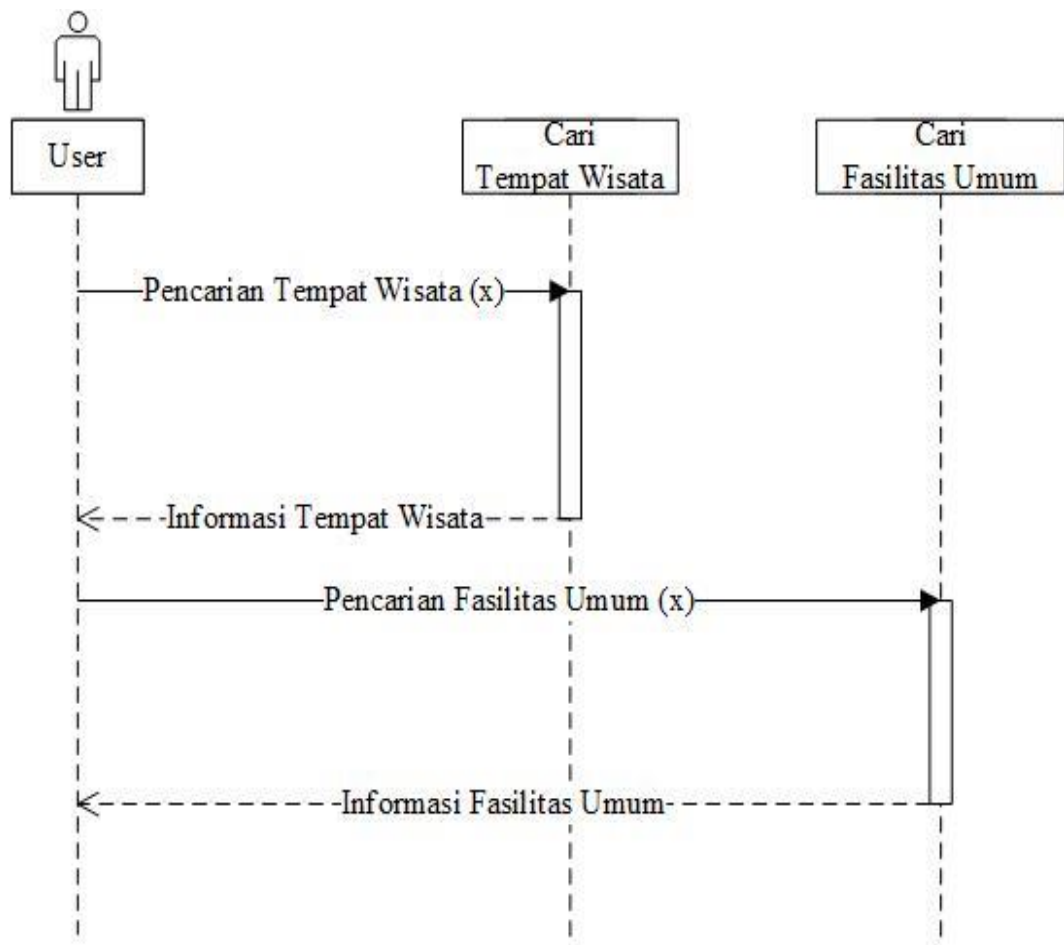 User
Cari
Tempat Wisata
Cari
Fasilitas Umum
Pencarian Tempat Wisata (x)
Informasi Tempat Wisata
Pencarian Fasilitas Umum (x)
Informasi Fasilitas Umum